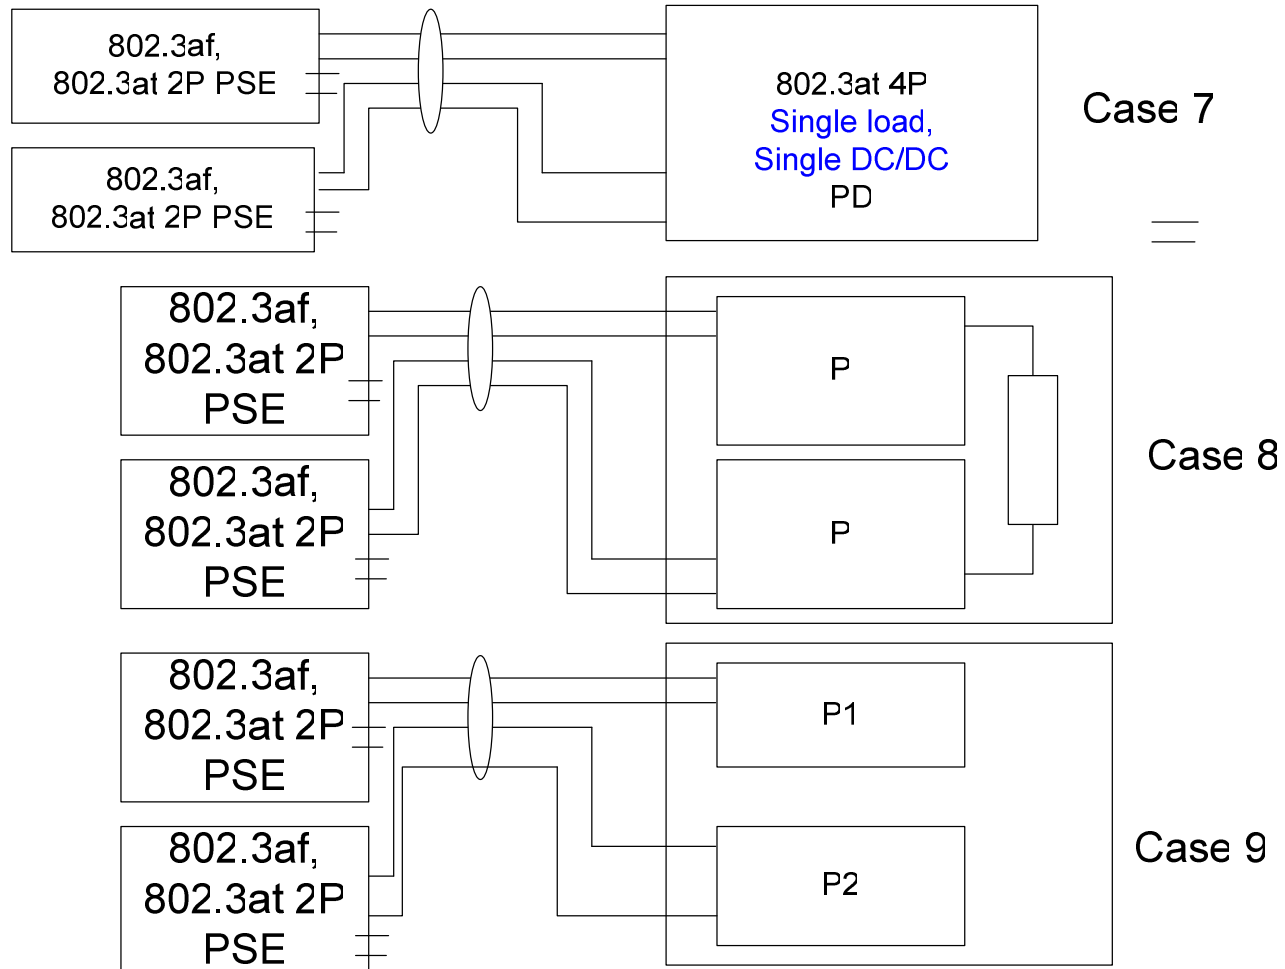 802.3af,
802.3at 2P PSE
802.3af,
802.3at 2P PSE
802.3at 4P
Single load,
Single DC/DC
PD
Case 7
802.3af,
802.3at 2P
PSE
802.3af,
802.3at 2P
PSE
P
P
Case 8
802.3af,
802.3at 2P
PSE
802.3af,
802.3at 2P
PSE
P1
P2
Case 9